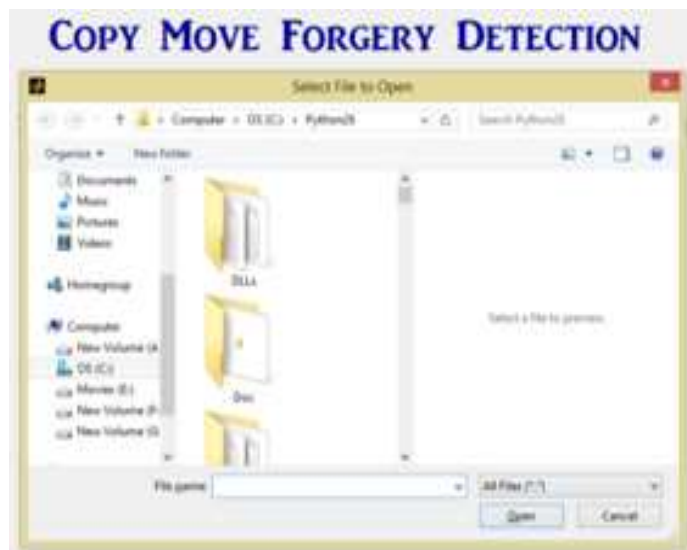 COPY MOVE FORGERY DETECTION
Select File to Open
Computer OS (C:) Python26
Search Python26
Organize New Folder
Documents
Music
Pictures
Videos
Homegroup
Computer
New Volume (A
OS (C:)
Movies (E:)
New Volume (F:
New Volume (G
DLLs
Doc
Select a file to preview.
File name:
All Files (*.*)
Open Cancel